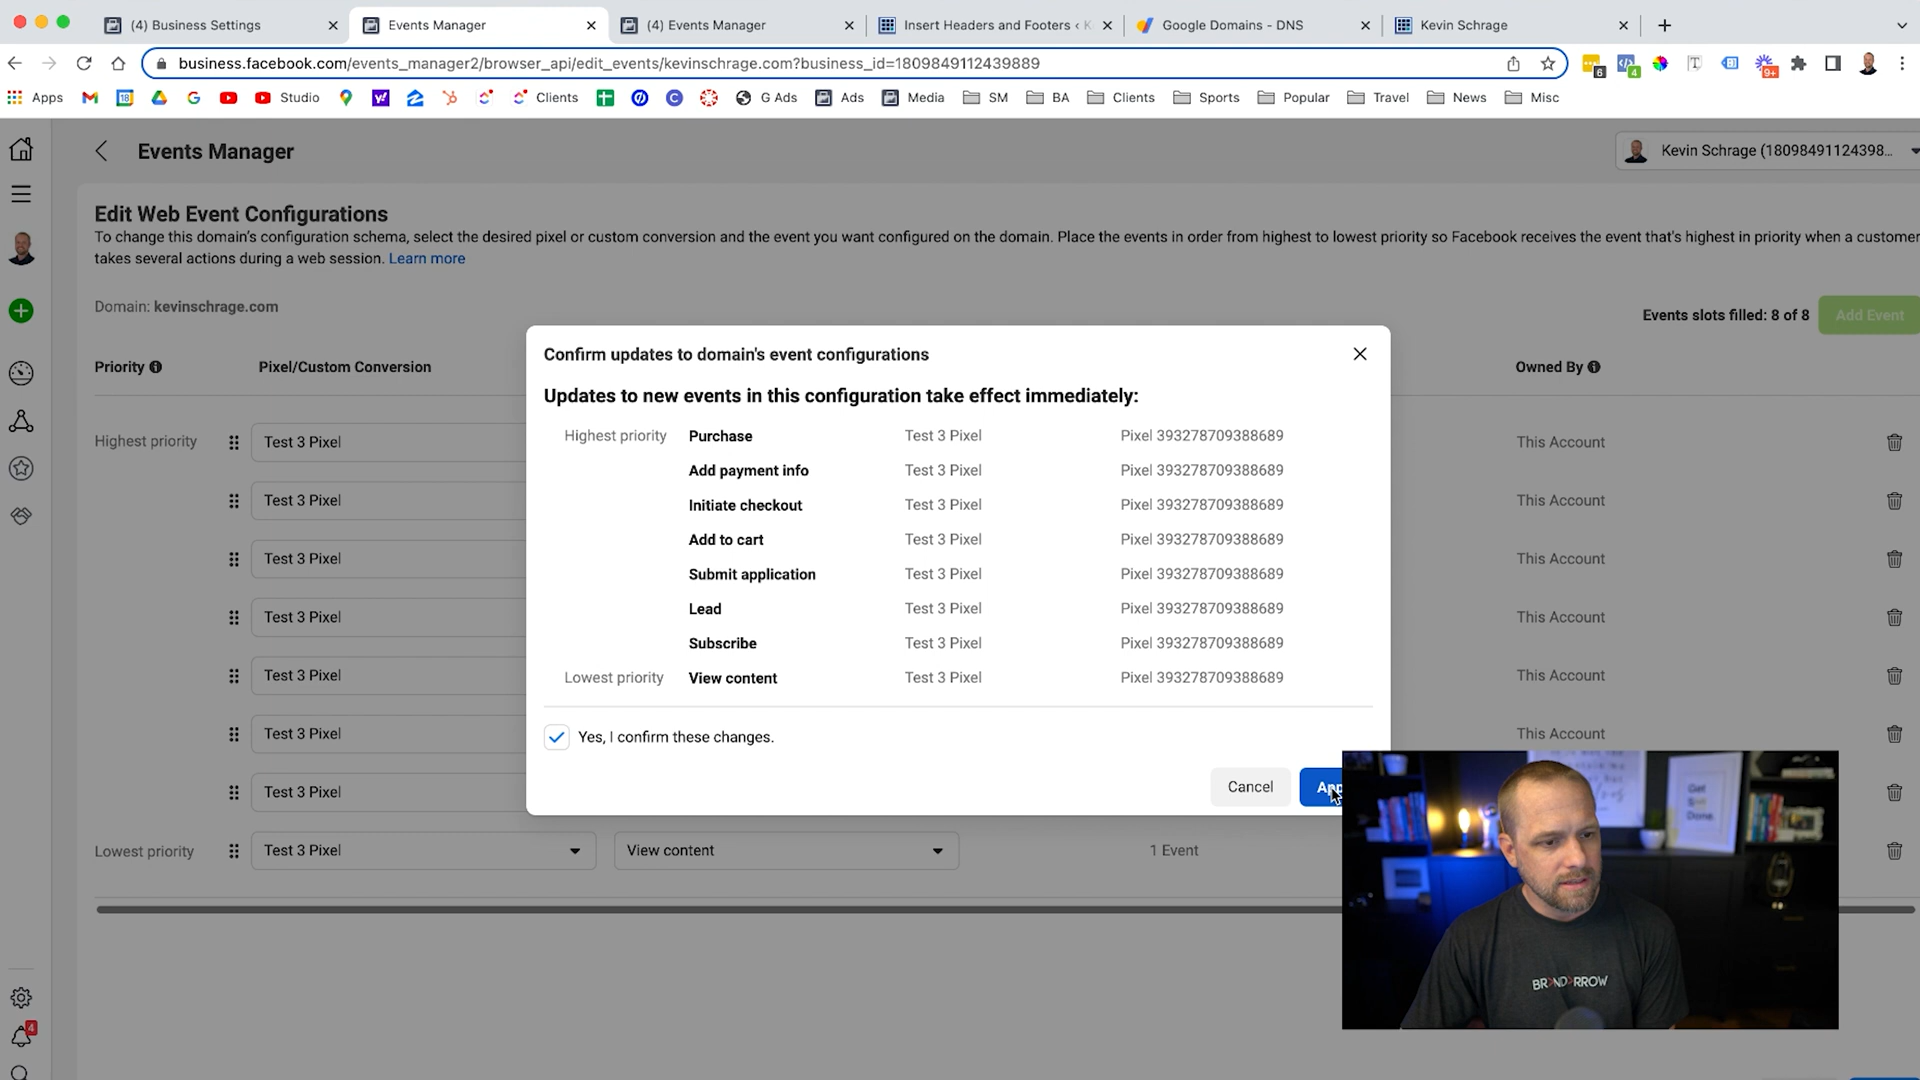 (4) Business Settings
Events Manager
(4) Events Manager
Insert Headers and Footers ‹ K
Google Domains - DNS
Kevin Schrage
business.facebook.com/events_manager2/browser_api/edit_events/kevinschrage.com?business_id=1809849112439889
6
4
9+
Apps
18
Studio
Clients
G Ads
Ads
Media
SM
BA
Clients
Sports
Popular
Travel
News
Misc
Events Manager
Kevin Schrage (18098491124398...
Edit Web Event Configurations
To change this domain's configuration schema, select the desired pixel or custom conversion and the event you want configured on the domain. Place the events in order from highest to lowest priority so Facebook receives the event that's highest in priority when a customer
takes several actions during a web session. Learn more
Domain: kevinschrage.com
Events slots filled: 8 of 8
Add Event
Priority
Pixel/Custom Conversion
Owned By
Highest priority
Test 3 Pixel
This Account
Test 3 Pixel
This Account
Test 3 Pixel
This Account
Test 3 Pixel
This Account
Test 3 Pixel
This Account
Test 3 Pixel
This Account
Test 3 Pixel
Lowest priority
Test 3 Pixel
View content
1 Event
Confirm updates to domain's event configurations
Updates to new events in this configuration take effect immediately:
Highest priority Purchase Test 3 Pixel Pixel 393278709388689
Add payment info Test 3 Pixel Pixel 393278709388689
Initiate checkout Test 3 Pixel Pixel 393278709388689
Add to cart Test 3 Pixel Pixel 393278709388689
Submit application Test 3 Pixel Pixel 393278709388689
Lead Test 3 Pixel Pixel 393278709388689
Subscribe Test 3 Pixel Pixel 393278709388689
Lowest priority View content Test 3 Pixel Pixel 393278709388689
Yes, I confirm these changes.
Cancel
App
4
Get
Done.
BRANDARROW